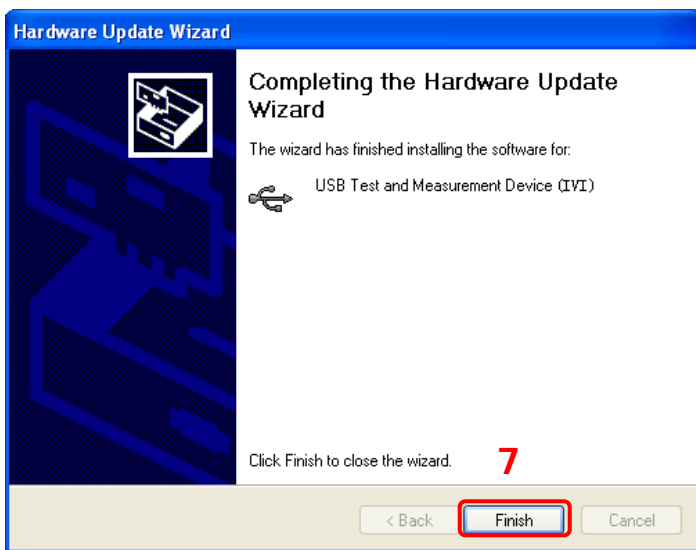 Hardware Update Wizard
Completing the Hardware Update
Wizard
The wizard has finished installing the software for:
USB Test and Measurement Device (IVI)
Click Finish to close the wizard.
7
< Back Finish Cancel